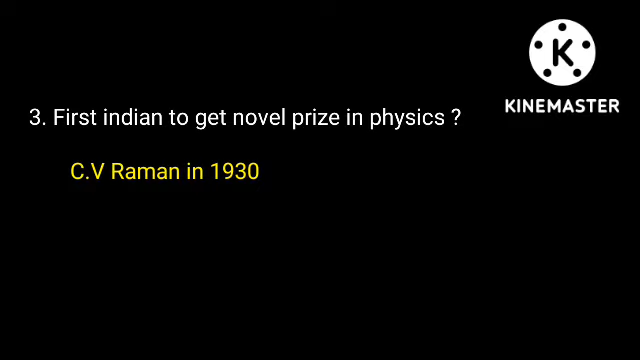 KINEMASTER
3. First indian to get novel prize in physics ?
C.V Raman in 1930